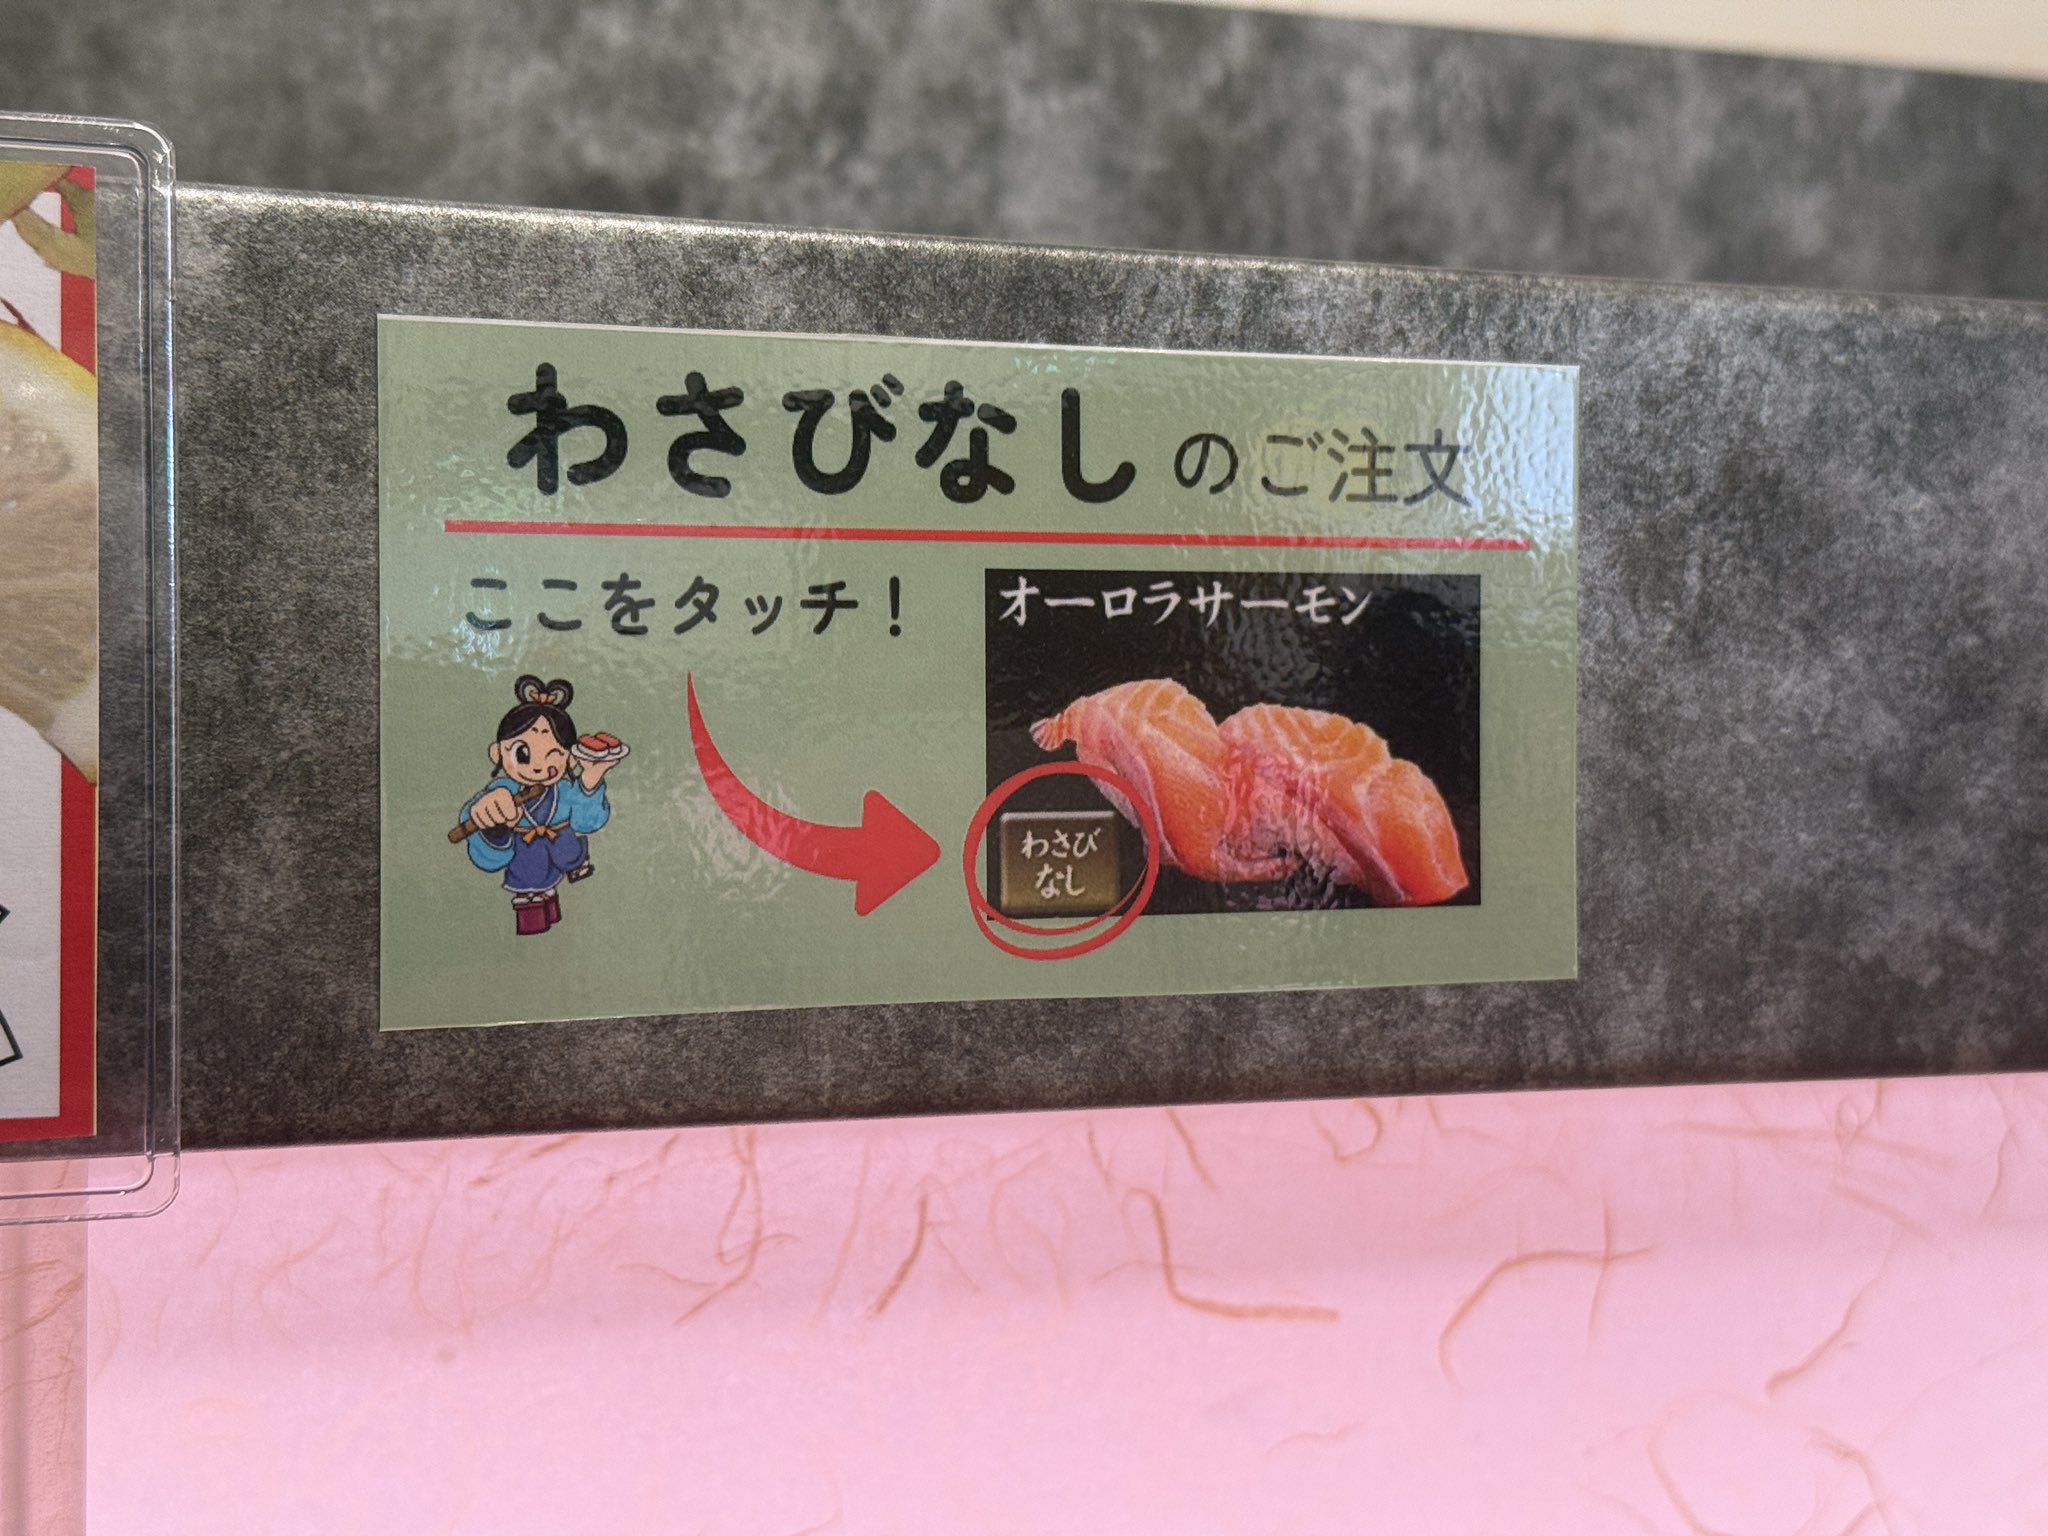 わさびなしのご注文
ここをタッチ！
オーロラサーモン
わさび
なし